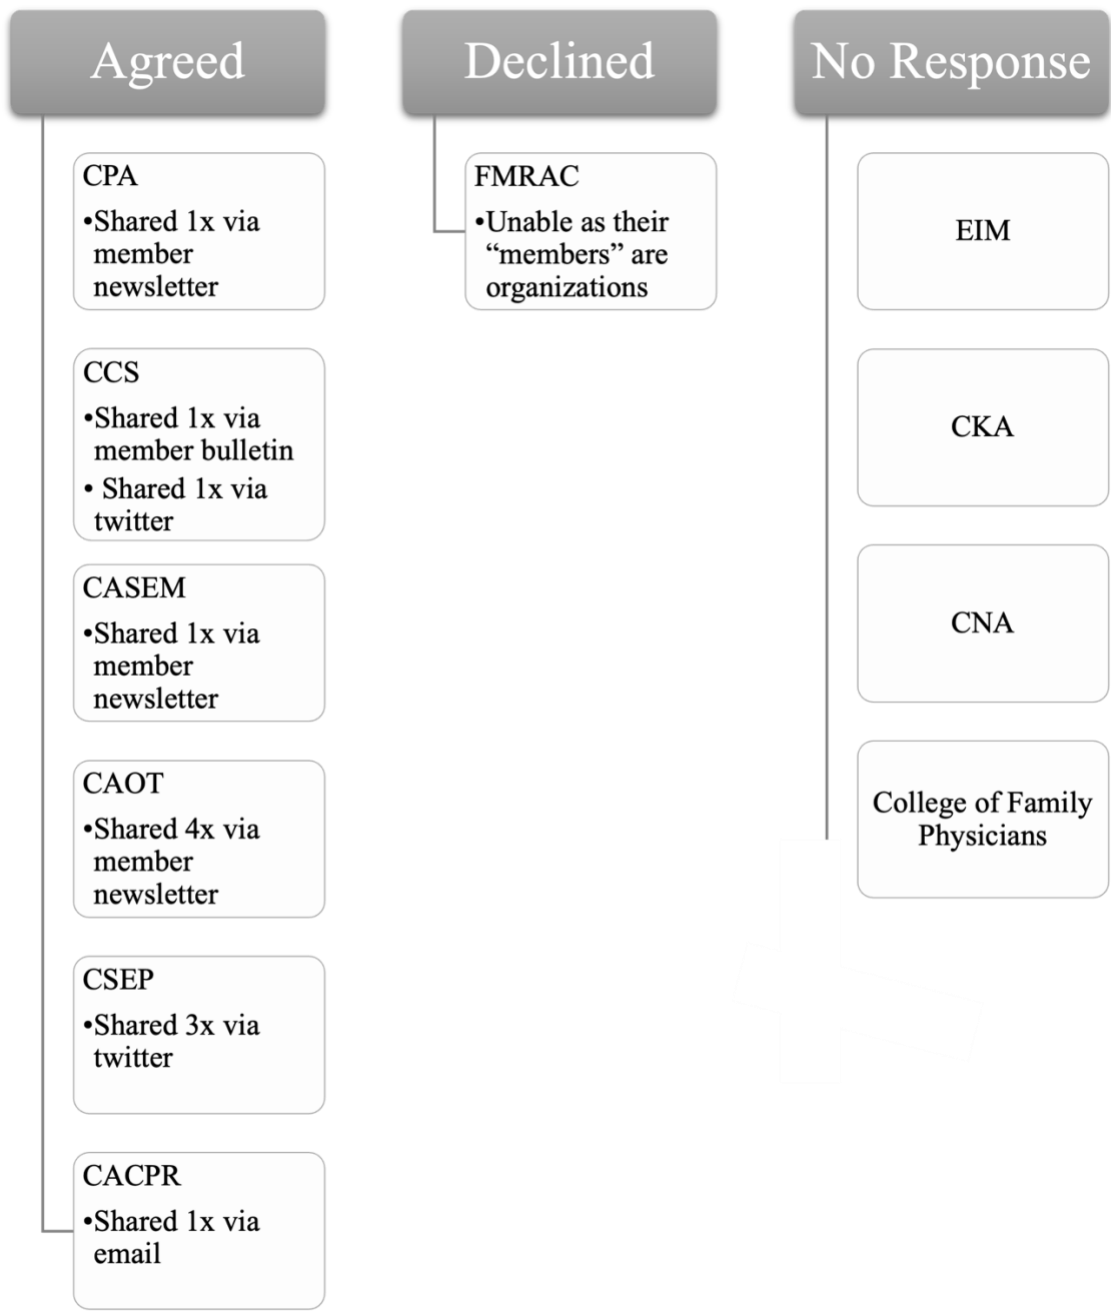 Agreed
CPA
•Shared 1x via
member
newsletter
CCS
•Shared 1x via
member bulletin
• Shared 1x via
twitter
CASEM
•Shared 1x via
member
newsletter
CAOT
•Shared 4x via
member
newsletter
CSEP
•Shared 3x via
twitter
CACPR
•Shared 1x via
email
Declined
FMRAC
•Unable as their
“members” are
organizations
No Response
EIM
CKA
CNA
College of Family
Physicians